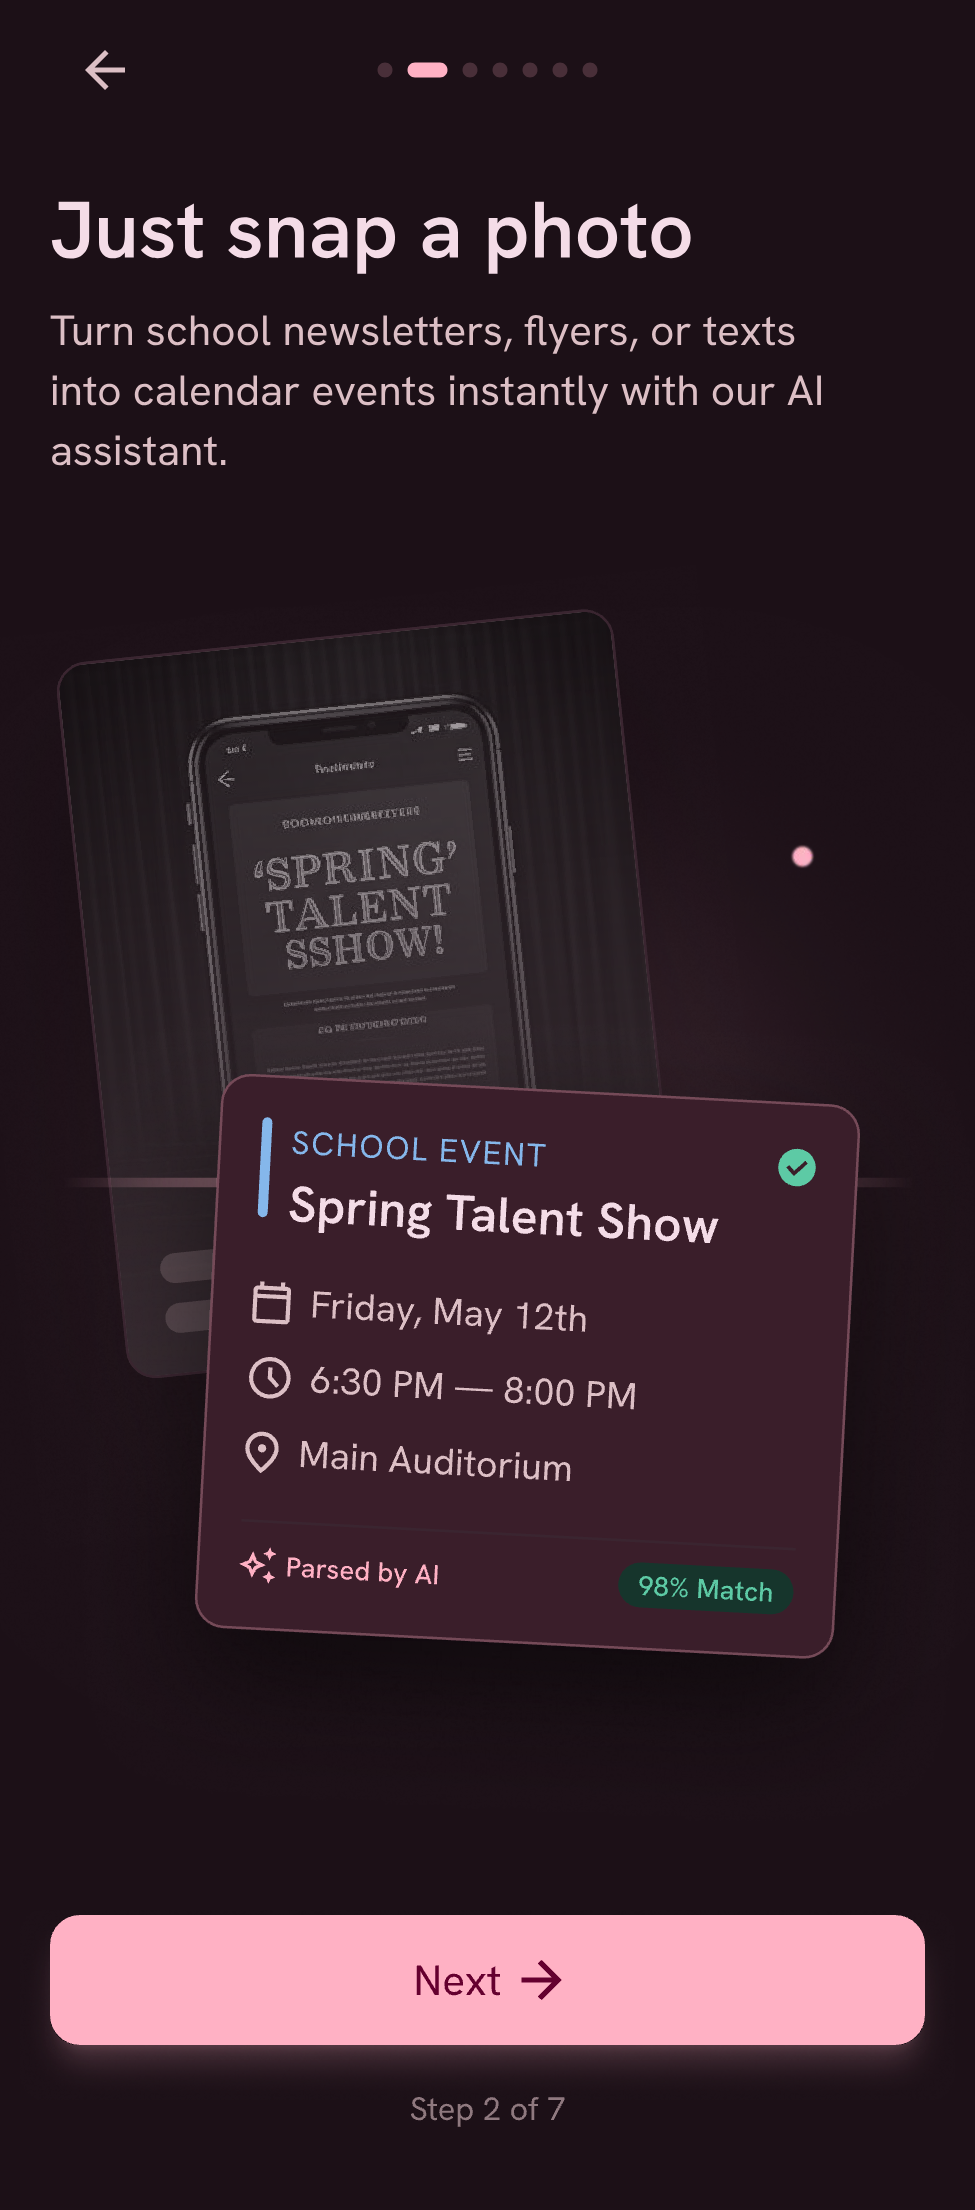 Just snap a photo
Turn school newsletters, flyers, or texts
into calendar events instantly with our AI
assistant.
‘SPRING’
TALENT
SSHOW!
SCHOOL EVENT
Spring Talent Show
Friday, May 12th
6:30 PM — 8:00 PM
Main Auditorium
Parsed by AI
98% Match
Next
Step 2 of 7